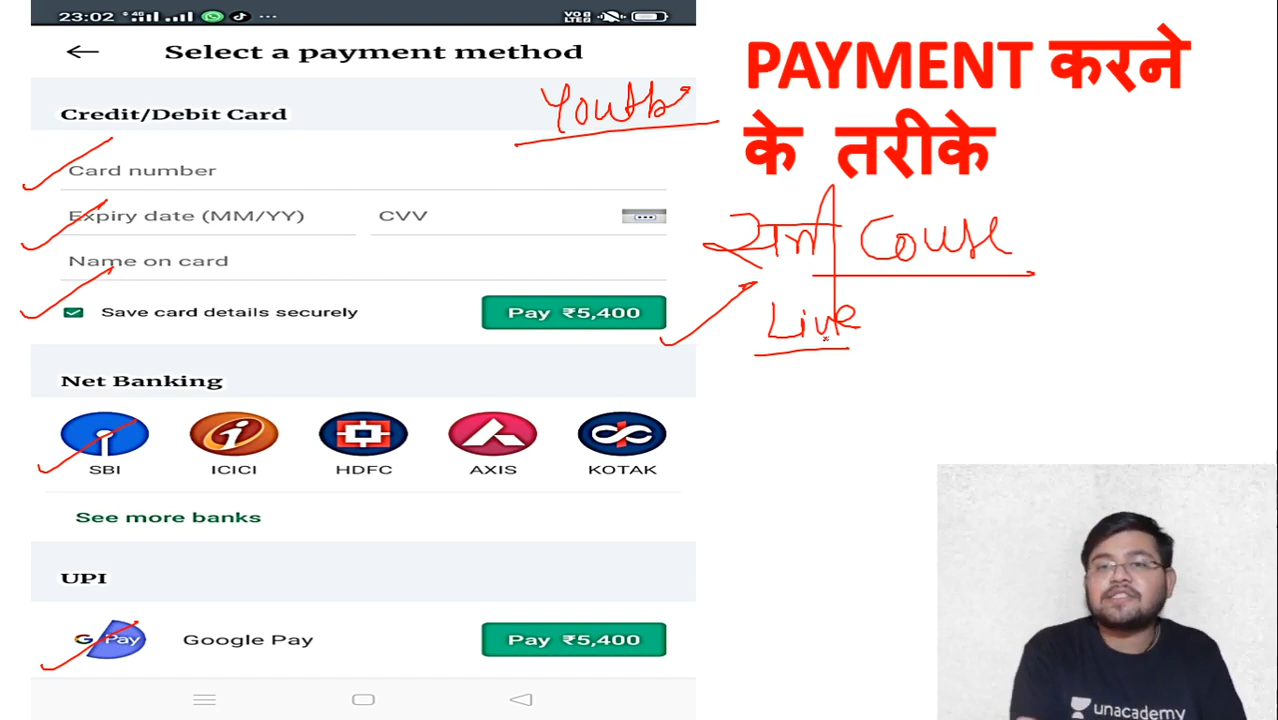 23:02
VO LTE
Select a payment method
Credit/Debit Card
Card number
Expiry date (MM/YY)
CVV
Name on card
Save card details securely
Pay ₹5,400
Net Banking
SBI
ICICI
HDFC
AXIS
KOTAK
See more banks
UPI
G Pay
Google Pay
Pay ₹5,400
PAYMENT करने
के तरीके
Course
Live
unacademy